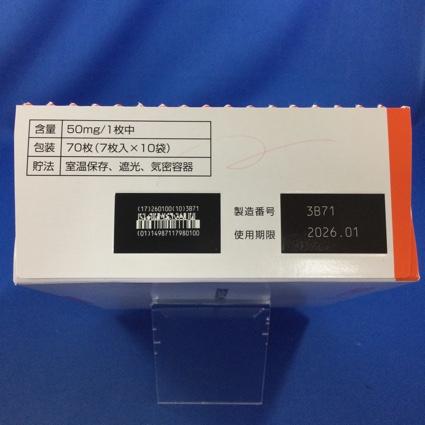 含量 50mg/1枚中
包装 70枚(7枚入×10袋)
貯法 室温保存、遮光、気密容器
(17)260100(10)3B71
(01)14987117980100
製造番号 3B71
使用期限 2026.01